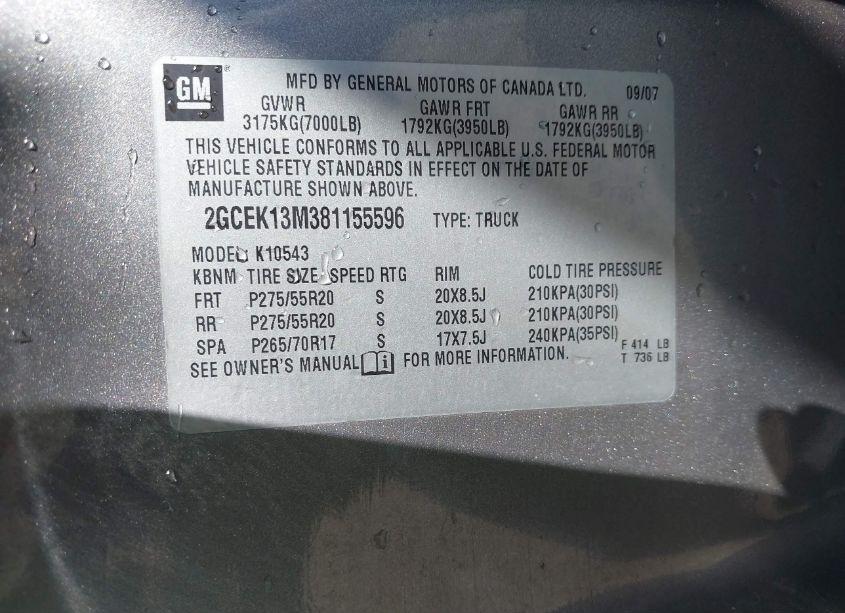 GM
MFD BY GENERAL MOTORS OF CANADA LTD. 09/07
GVWR GAWR FRT GAWR RR
3175KG(7000LB) 1792KG(3950LB) 1792KG(3950LB)
THIS VEHICLE CONFORMS TO ALL APPLICABLE U.S. FEDERAL MOTOR
VEHICLE SAFETY STANDARDS IN EFFECT ON THE DATE OF
MANUFACTURE SHOWN ABOVE.
2GCEK13M381155596 TYPE: TRUCK
MODEL: K10543
KBNM TIRE SIZE SPEED RTG RIM COLD TIRE PRESSURE
FRT P275/55R20 S 20X8.5J 210KPA(30PSI)
RR P275/55R20 S 20X8.5J 210KPA(30PSI)
SPA P265/70R17 S 17X7.5J 240KPA(35PSI)
F 414 LB
SEE OWNER'S MANUAL FOR MORE INFORMATION. T 736 LB